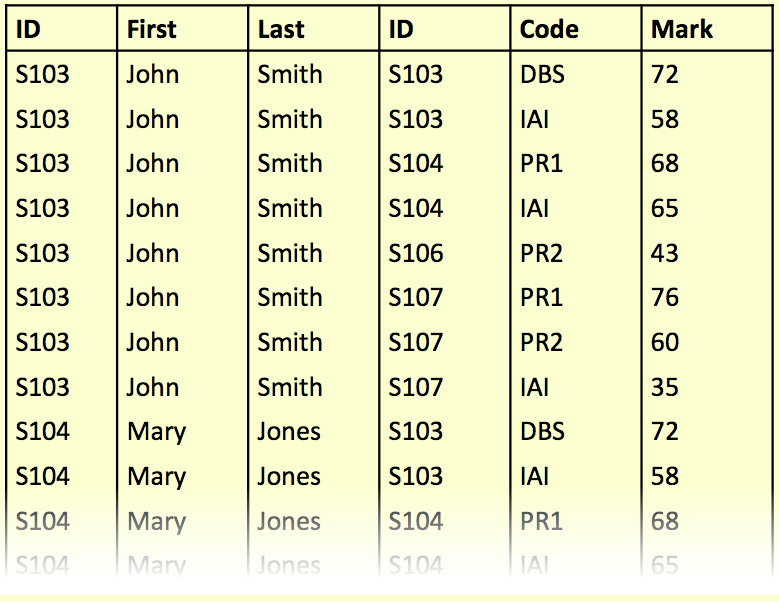 ID First Last ID Code Mark
S103 John Smith S103 DBS 72
S103 John Smith S103 IAI 58
S103 John Smith S104 PR1 68
S103 John Smith S104 IAI 65
S103 John Smith S106 PR2 43
S103 John Smith S107 PR1 76
S103 John Smith S107 PR2 60
S103 John Smith S107 IAI 35
S104 Mary Jones S103 DBS 72
S104 Mary Jones S103 IAI 58
S104 Mary Jones S104 PR1 68
S104 Mary Jones S104 IAI 65